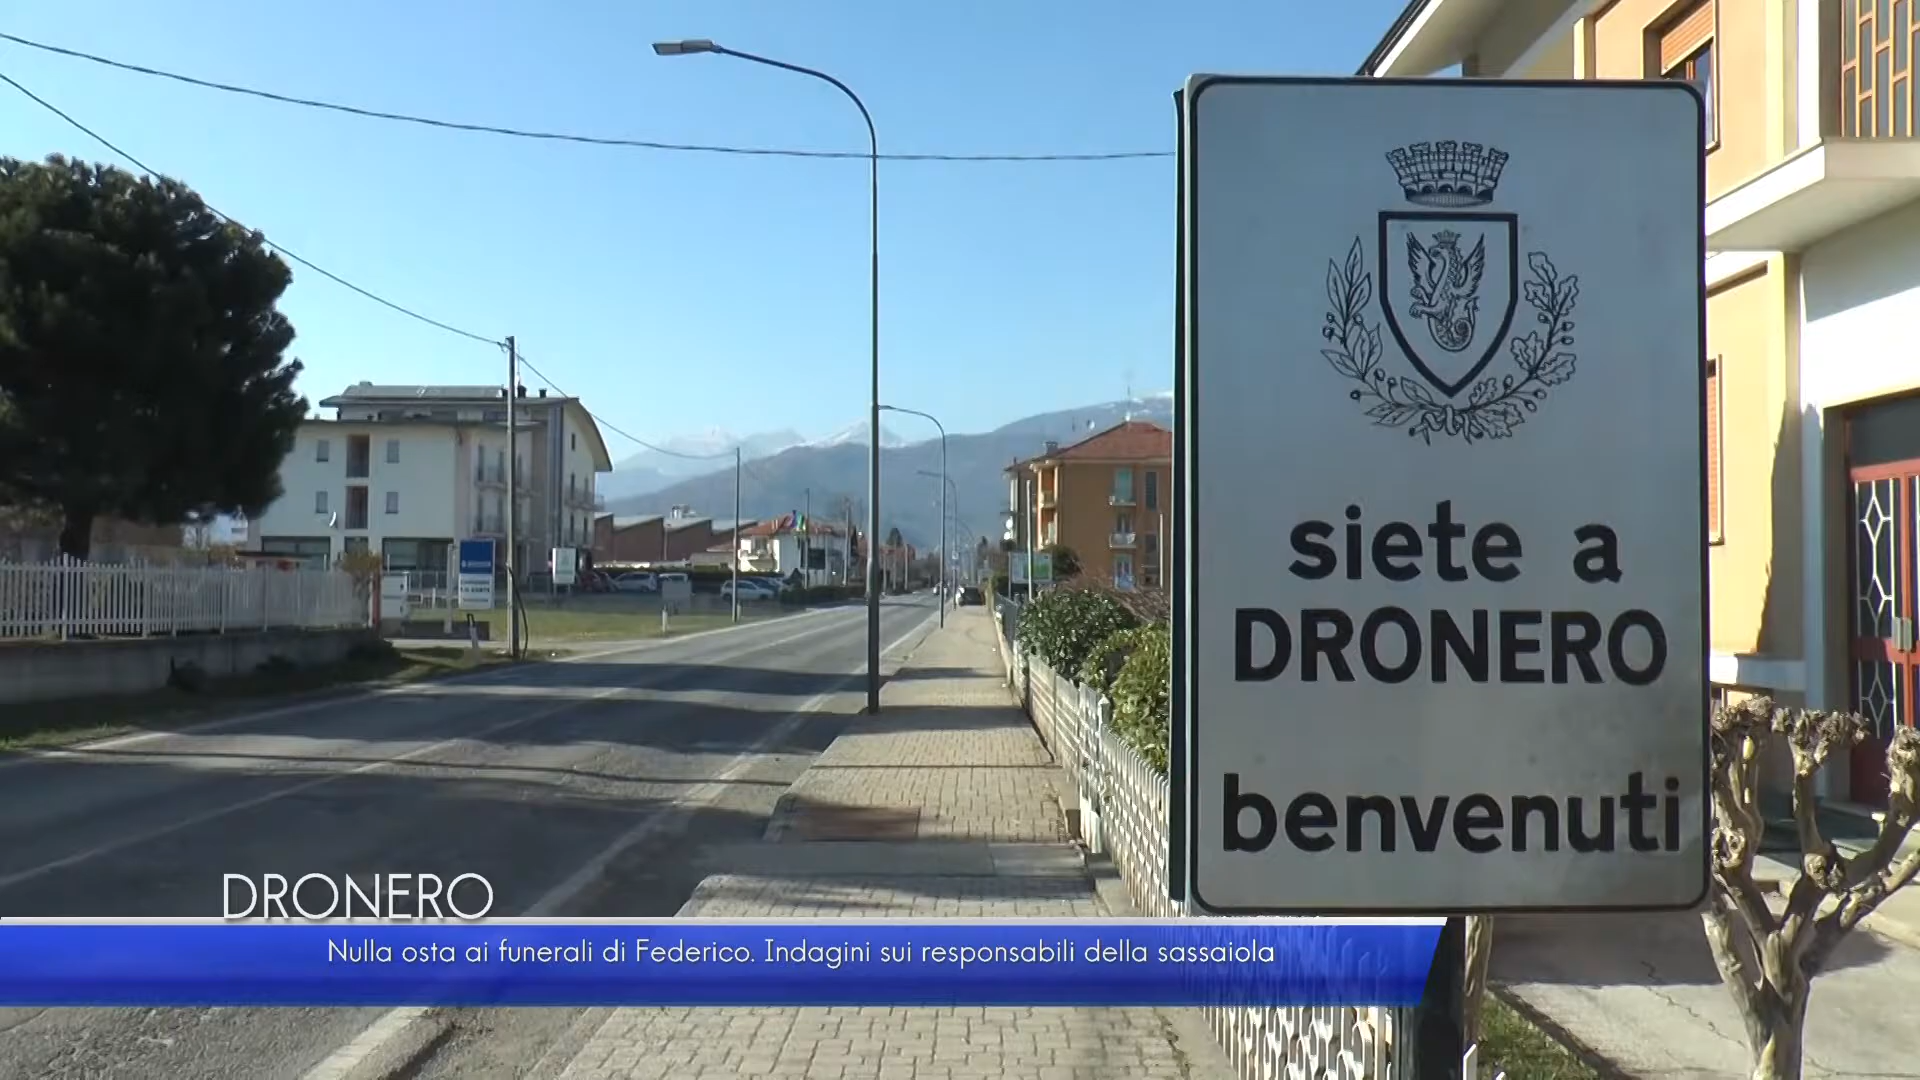 siete a
DRONERO
benvenuti
DRONERO
Nulla osta ai funerali di Federico. Indagini sui responsabili della sassaiola